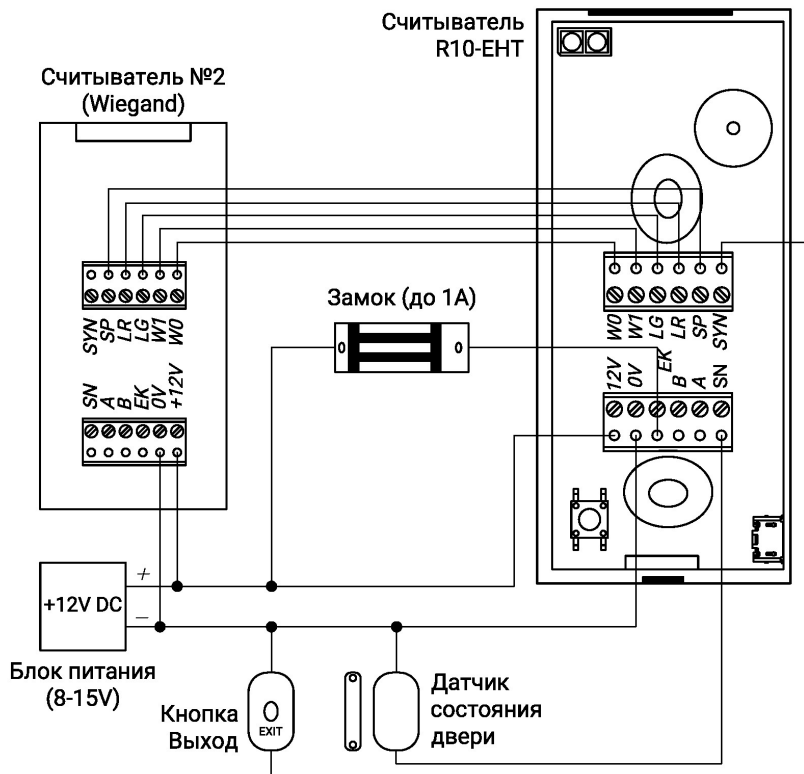 Считыватель
R10-EHT
Считыватель №2
(Wiegand)
SYN SP LR LG W1 W0
SN A B EK 0V +12V
Замок (до 1А)
W0 W1 LG LR SP SYN
12V 0V EK B A SN
+12V DC
+
−
Блок питания
(8-15V)
Кнопка
Выход
EXIT
Датчик
состояния
двери